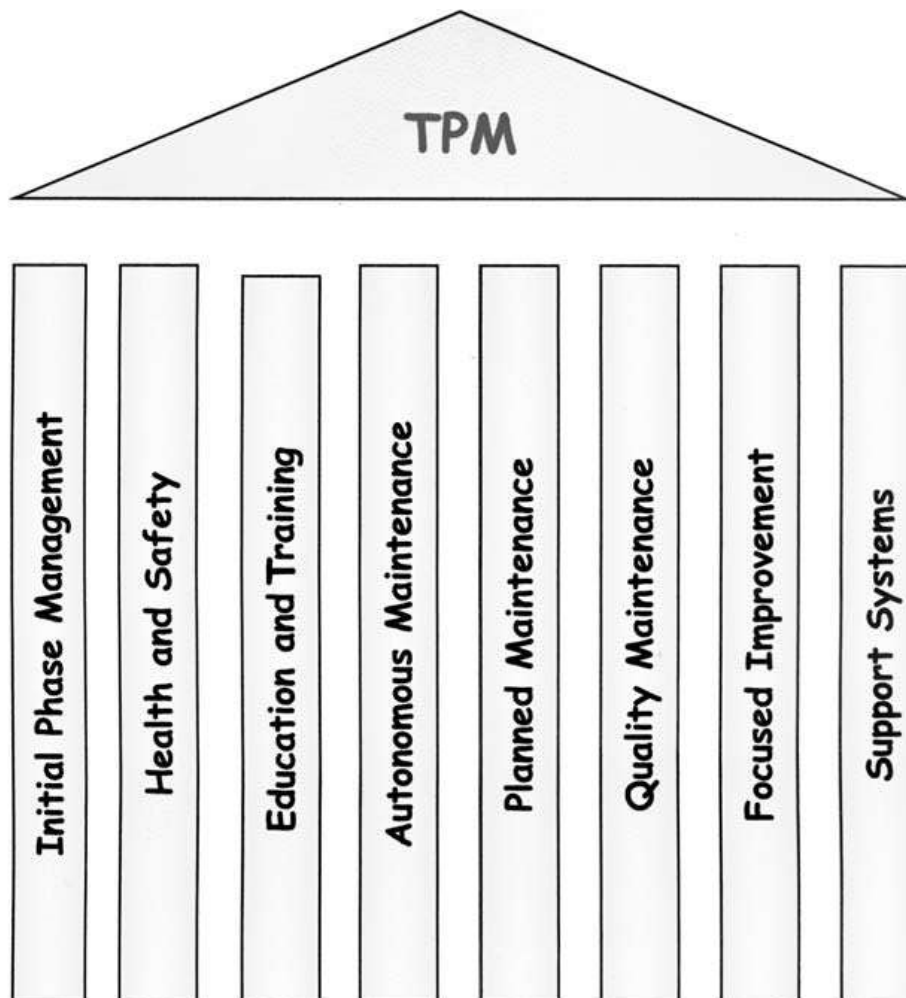 TPM
Initial Phase Management
Health and Safety
Education and Training
Autonomous Maintenance
Planned Maintenance
Quality Maintenance
Focused Improvement
Support Systems